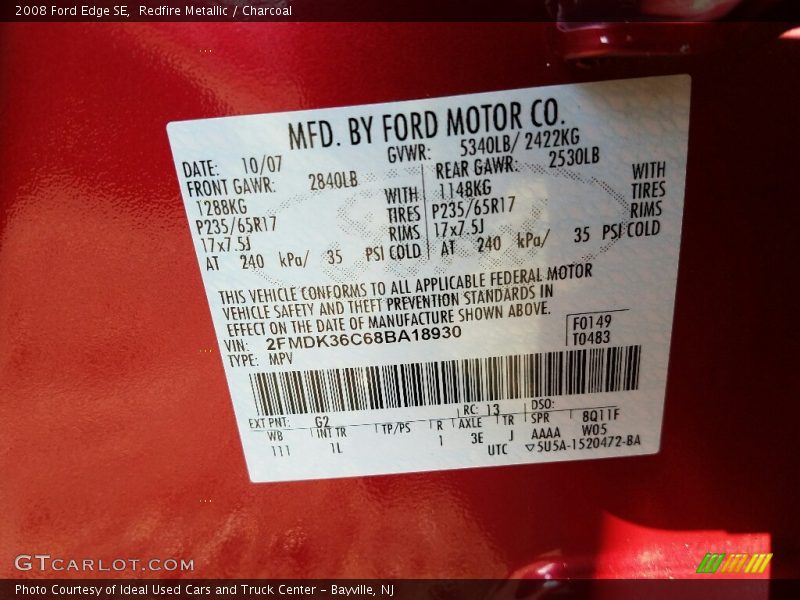 2008 Ford Edge SE,  Redfire Metallic / Charcoal
MFD. BY FORD MOTOR CO.
DATE: 10/07 GVWR: 5340LB/ 2422KG
FRONT GAWR: 2840LB REAR GAWR: 2530LB
1288KG WITH 1148KG WITH
P235/65R17 TIRES P235/65R17 TIRES
17x7.5J RIMS 17x7.5J RIMS
AT 240 kPa/ 35 PSI COLD AT 240 kPa/ 35 PSI COLD
THIS VEHICLE CONFORMS TO ALL APPLICABLE FEDERAL MOTOR
VEHICLE SAFETY AND THEFT PREVENTION STANDARDS IN
EFFECT ON THE DATE OF MANUFACTURE SHOWN ABOVE.
VIN: 2FMDK36C68BA18930 F0149
TYPE: MPV T0483
EXT PNT: G2 RC: 13 DSO:
WB INT TR TP/PS R AXLE TR SPR 8Q11F
111 1L 1 3E J AAAA W05
UTC ▽5U5A-1520472-BA
GTCARLOT.COM
Photo Courtesy of Ideal Used Cars and Truck Center – Bayville, NJ